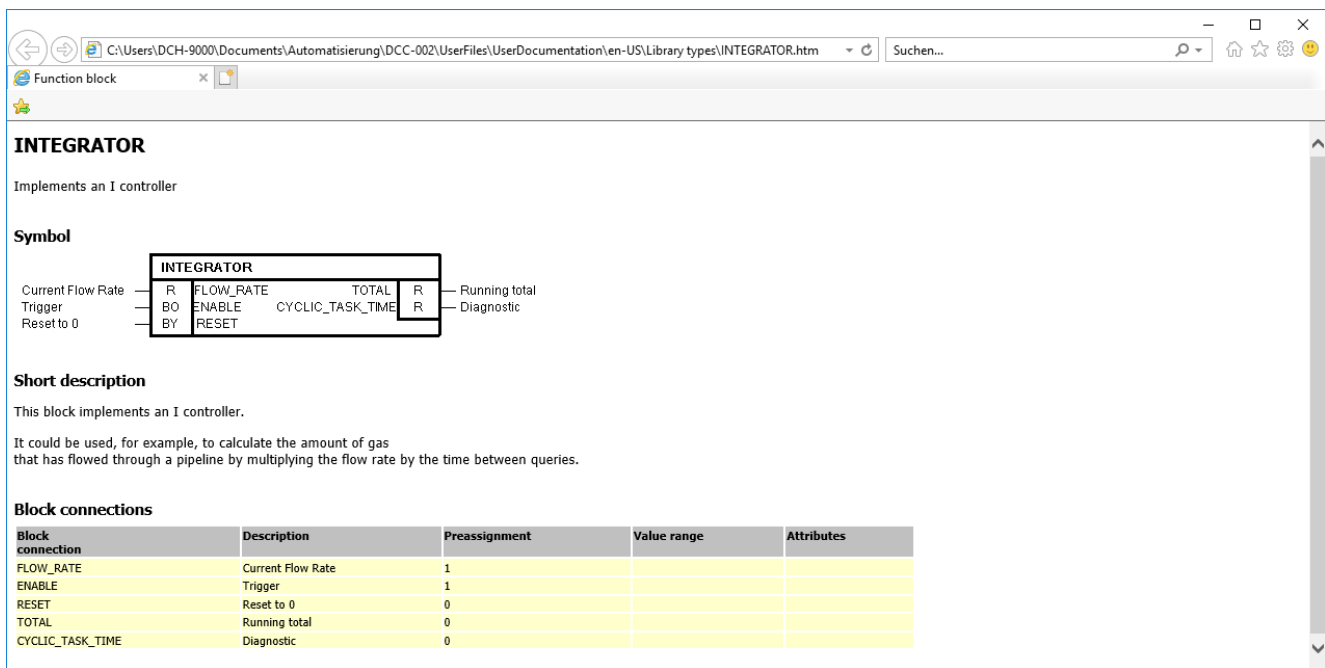 C:\Users\DCH-9000\Documents\Automatisierung\DCC-002\UserFiles\UserDocumentation\en-US\Library types\INTEGRATOR.htm Suchen...
Function block
INTEGRATOR
Implements an I controller
Symbol
INTEGRATOR
Current Flow Rate R FLOW_RATE TOTAL R Running total
Trigger BO ENABLE CYCLIC_TASK_TIME R Diagnostic
Reset to 0 BY RESET
Short description
This block implements an I controller.
It could be used, for example, to calculate the amount of gas
that has flowed through a pipeline by multiplying the flow rate by the time between queries.
Block connections
Block connection Description Preassignment Value range Attributes
FLOW_RATE Current Flow Rate 1
ENABLE Trigger 1
RESET Reset to 0 0
TOTAL Running total 0
CYCLIC_TASK_TIME Diagnostic 0